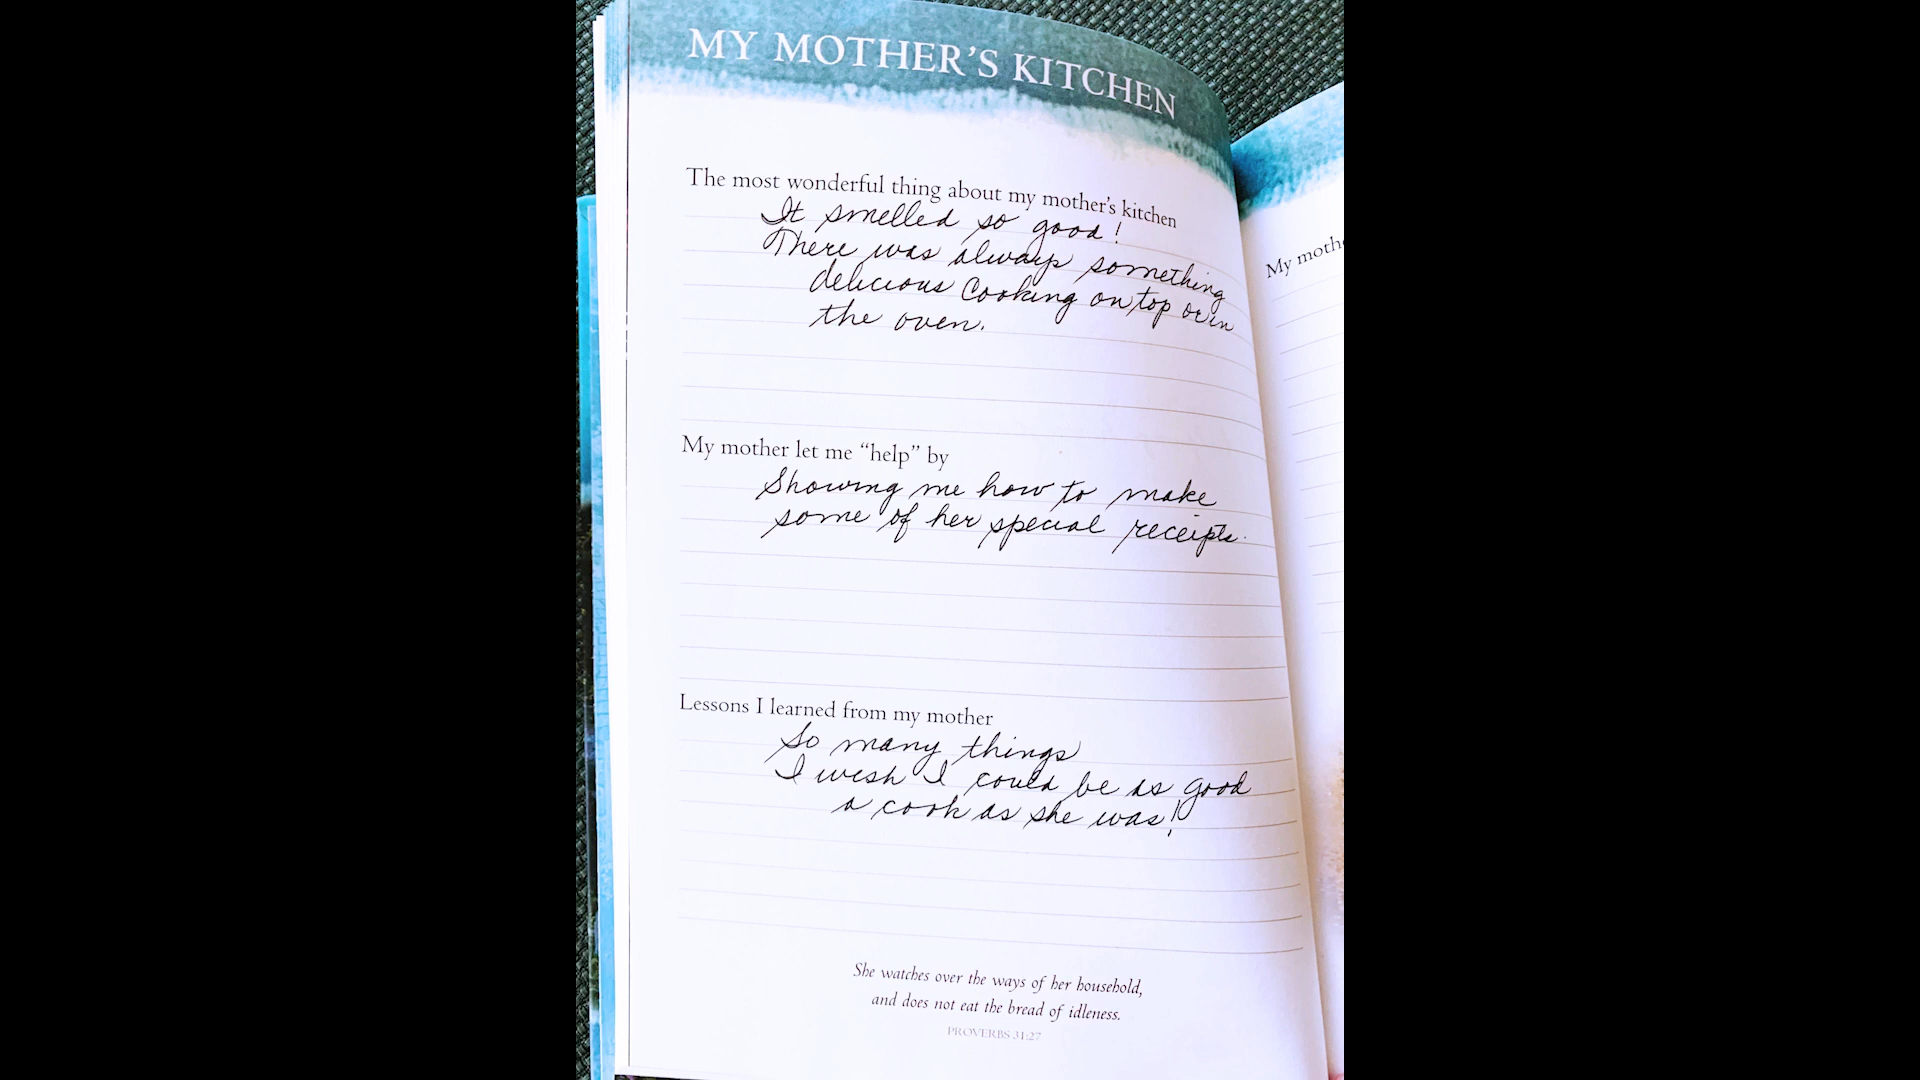 MY MOTHER'S KITCHEN
The most wonderful thing about my mother's kitchen
It smelled so good!
There was always something
delicious Cooking on top or in
the oven.
My mother let me “help” by
Showing me how to make
some of her special receipts.
Lessons I learned from my mother
So many things
I wish I could be as good
a cook as she was!
She watches over the ways of her household,
and does not eat the bread of idleness.
PROVERBS 31:27
My moth